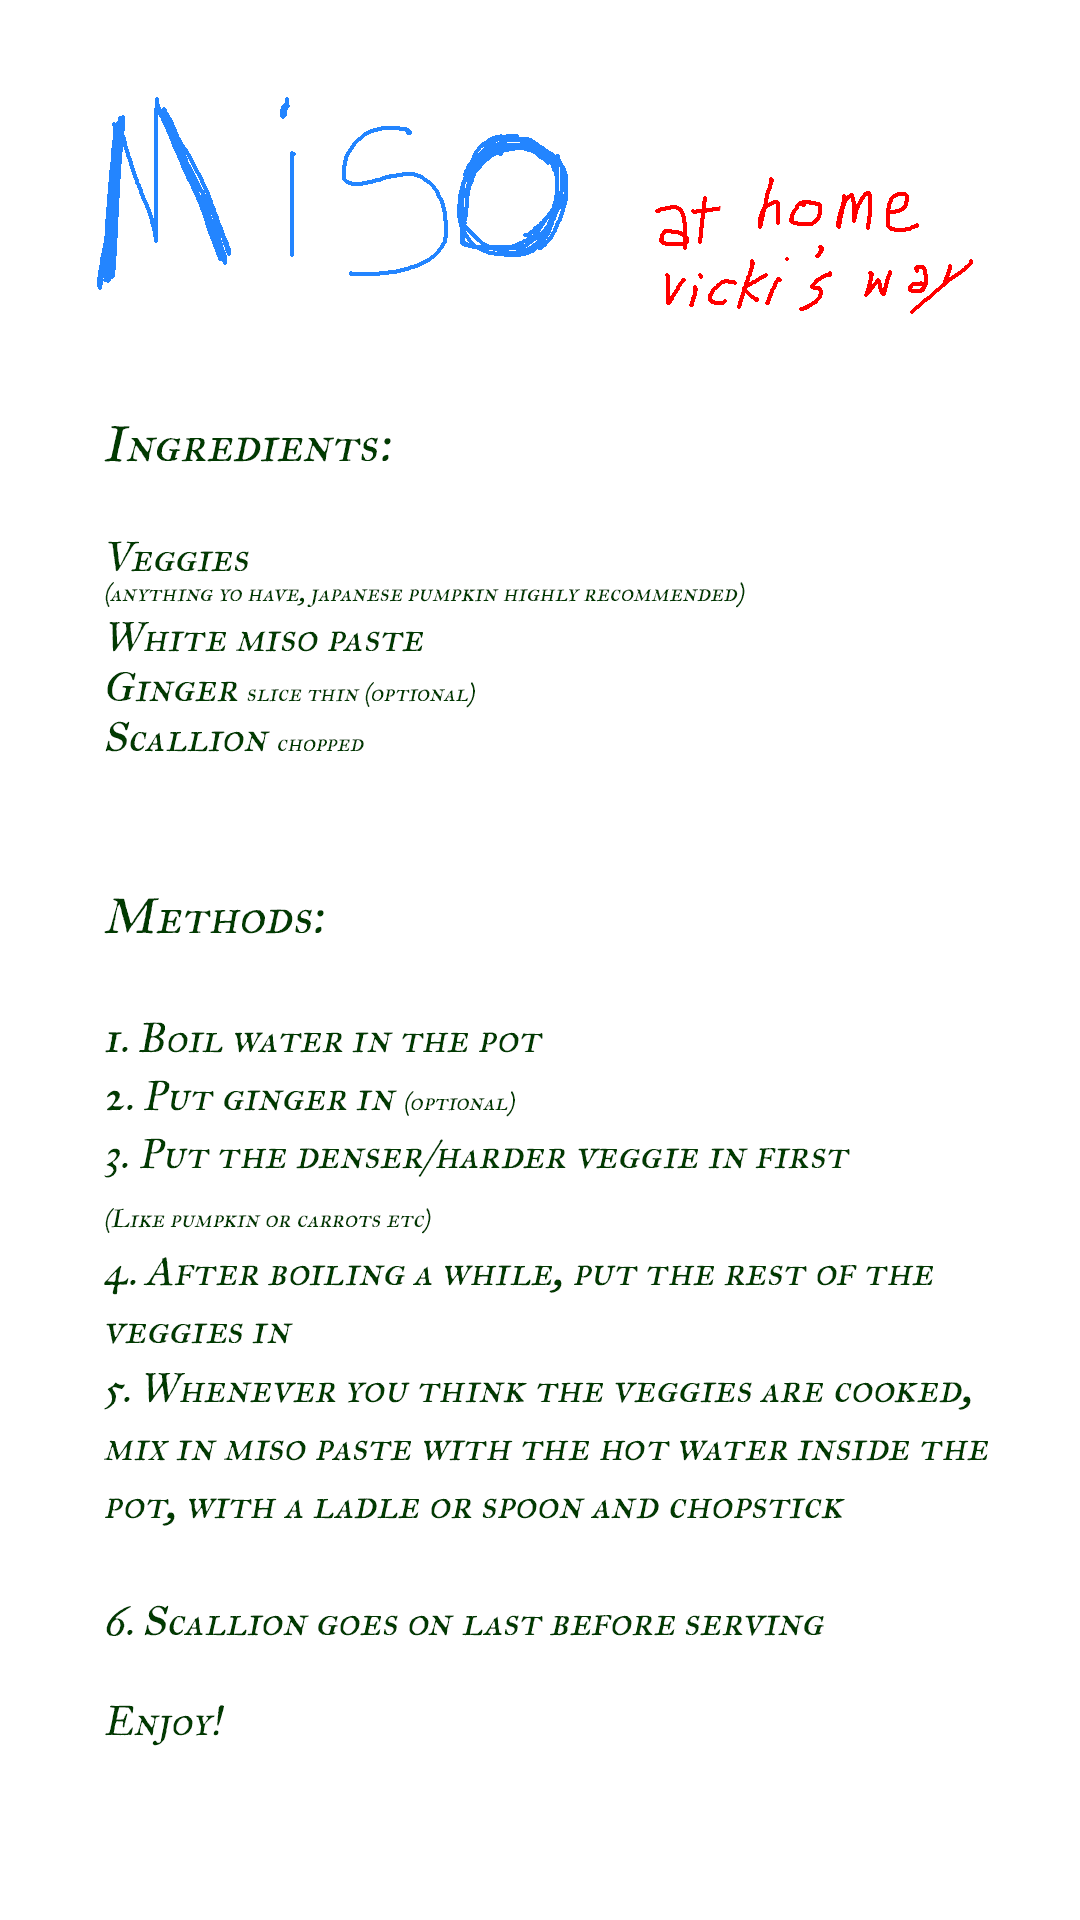 Miso
at home
vicki's way
Ingredients:
Veggies
(anything yo have, japanese pumpkin highly recommended)
White miso paste
Ginger slice thin (optional)
Scallion chopped
Methods:
1. Boil water in the pot
2. Put ginger in (optional)
3. Put the denser/harder veggie in first
(Like pumpkin or carrots etc)
4. After boiling a while, put the rest of the
veggies in
5. Whenever you think the veggies are cooked,
mix in miso paste with the hot water inside the
pot, with a ladle or spoon and chopstick
6. Scallion goes on last before serving
Enjoy!